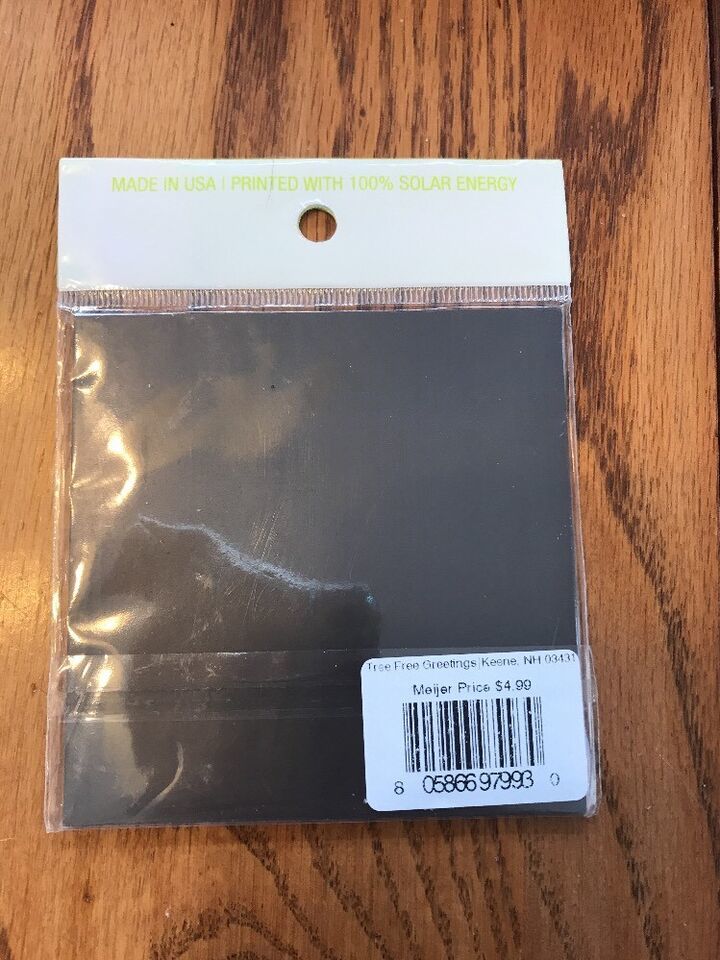 MADE IN USA | PRINTED WITH 100% SOLAR ENERGY
Tree Free Greetings|Keene, NH 03431
Meijer Price $4.99
8 05866 97993 0